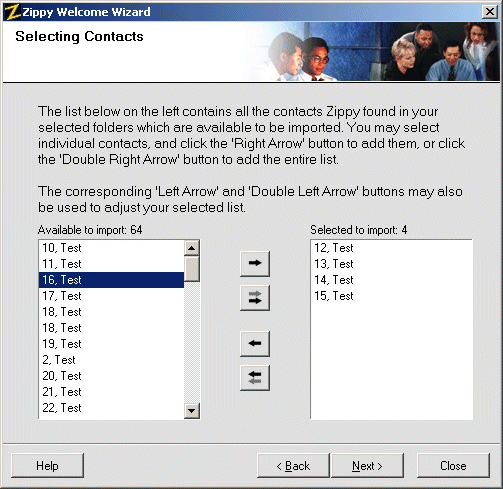 Zippy Welcome Wizard
Selecting Contacts
The list below on the left contains all the contacts Zippy found in your
selected folders which are available to be imported. You may select
individual contacts, and click the 'Right Arrow' button to add them, or click
the 'Double Right Arrow' button to add the entire list.
The corresponding 'Left Arrow' and 'Double Left Arrow' buttons may also
be used to adjust your selected list.
Available to import: 64
10, Test
11, Test
16, Test
17, Test
18, Test
18, Test
19, Test
2, Test
20, Test
21, Test
22, Test
Selected to import: 4
12, Test
13, Test
14, Test
15, Test
Help
< Back
Next >
Close